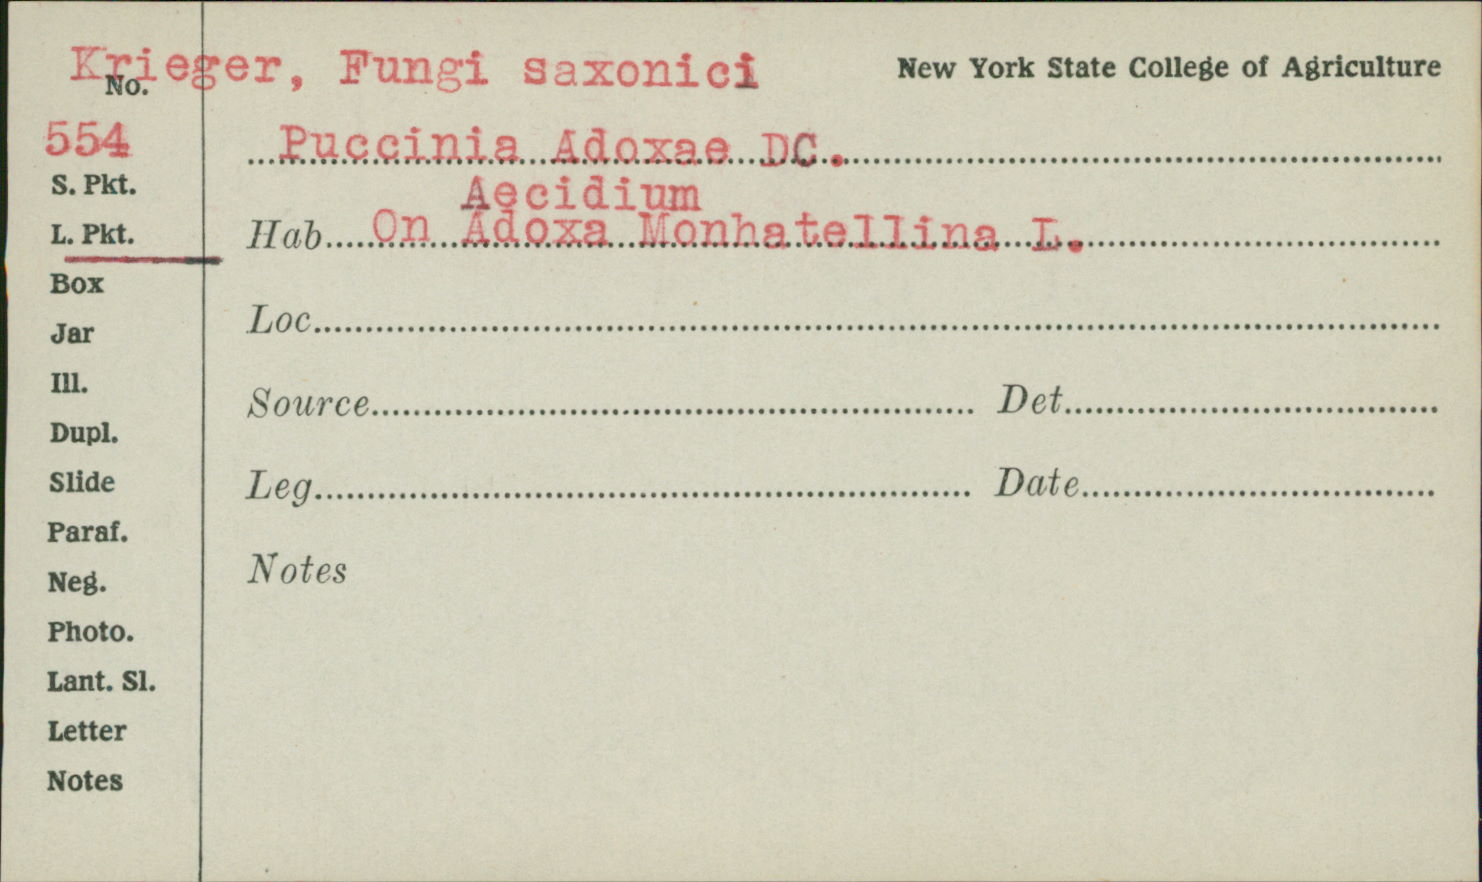 Krieger, Fungi saxonici
New York State College of Agriculture
No.
554
Puccinia Adoxae DC.
Aecidium
S. Pkt.
L. Pkt.
Hab. On Adoxa Monhatellina L.
Box
Loc.
Jar
Ill.
Source Det.
Dupl.
Slide
Leg. Date
Paraf.
Notes
Neg.
Photo.
Lant. Sl.
Letter
Notes